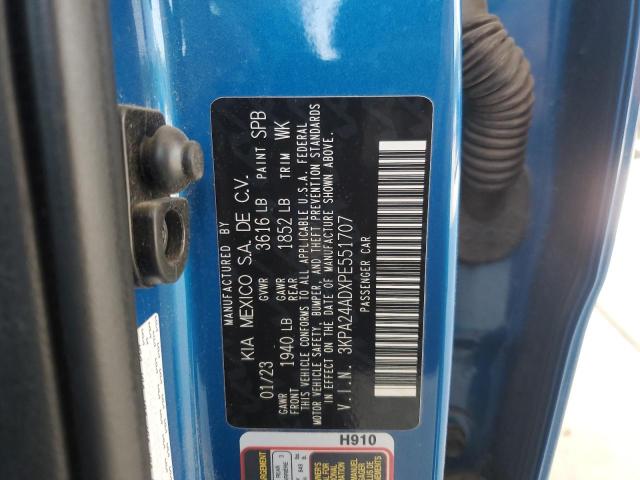 MANUFACTURED BY
KIA MEXICO S.A. DE C.V.
01/23 GVWR 3616 LB PAINT SPB
GAWR FRONT 1940 LB GAWR REAR 1852 LB TRIM WK
THIS VEHICLE CONFORMS TO ALL APPLICABLE U.S.A. FEDERAL
MOTOR VEHICLE SAFETY, BUMPER, AND THEFT PREVENTION STANDARDS
IN EFFECT ON THE DATE OF MANUFACTURE SHOWN ABOVE.
V.I.N. 3KPA24ADXPE551707
PASSENGER CAR
H910
REAR